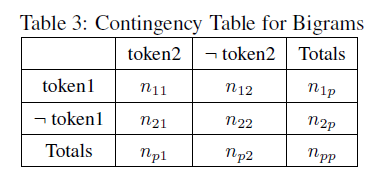 Table 3: Contingency Table for Bigrams
token2 ¬ token2 Totals
token1 n11 n12 n1p
¬ token1 n21 n22 n2p
Totals np1 np2 npp